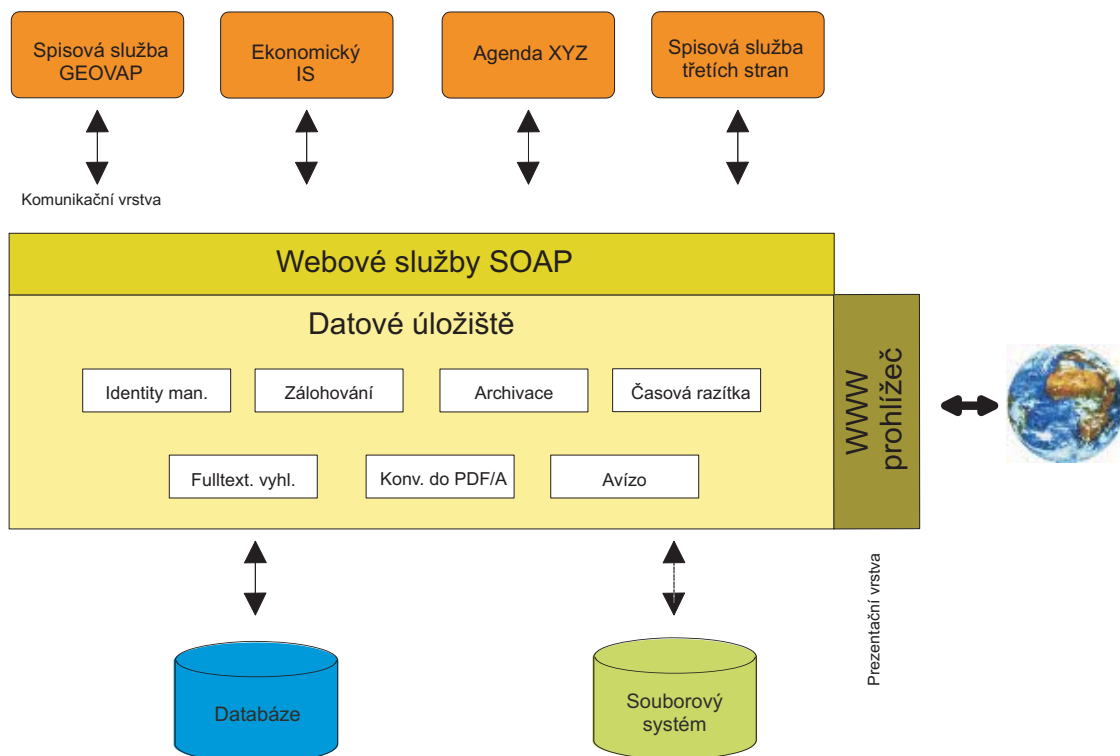 Spisová služba
GEOVAP
Ekonomický
IS
Agenda XYZ
Spisová služba
třetích stran
Komunikační vrstva
Webové služby SOAP
Datové úložiště
Identity man.
Zálohování
Archivace
Časová razítka
Fulltext. vyhl.
Konv. do PDF/A
Avízo
WWW
prohlížeč
Prezentační vrstva
Databáze
Souborový
systém